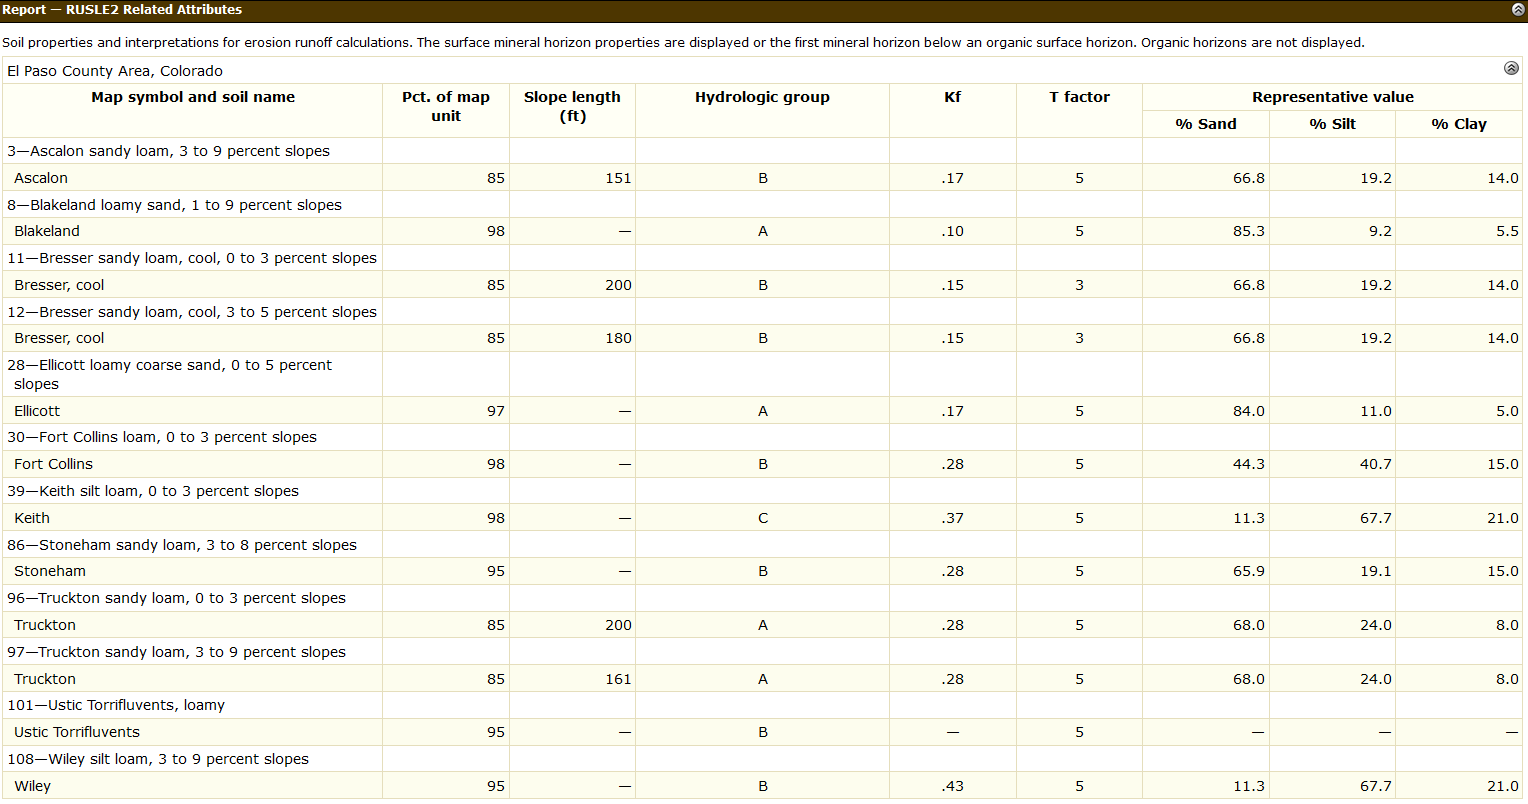 Report — RUSLE2 Related Attributes
Soil properties and interpretations for erosion runoff calculations. The surface mineral horizon properties are displayed or the first mineral horizon below an organic surface horizon. Organic horizons are not displayed.
El Paso County Area, Colorado
Map symbol and soil name Pct. of map unit Slope length (ft) Hydrologic group Kf T factor Representative value
% Sand % Silt % Clay
3—Ascalon sandy loam, 3 to 9 percent slopes
Ascalon 85 151 B .17 5 66.8 19.2 14.0
8—Blakeland loamy sand, 1 to 9 percent slopes
Blakeland 98 — A .10 5 85.3 9.2 5.5
11—Bresser sandy loam, cool, 0 to 3 percent slopes
Bresser, cool 85 200 B .15 3 66.8 19.2 14.0
12—Bresser sandy loam, cool, 3 to 5 percent slopes
Bresser, cool 85 180 B .15 3 66.8 19.2 14.0
28—Ellicott loamy coarse sand, 0 to 5 percent
slopes
Ellicott 97 — A .17 5 84.0 11.0 5.0
30—Fort Collins loam, 0 to 3 percent slopes
Fort Collins 98 — B .28 5 44.3 40.7 15.0
39—Keith silt loam, 0 to 3 percent slopes
Keith 98 — C .37 5 11.3 67.7 21.0
86—Stoneham sandy loam, 3 to 8 percent slopes
Stoneham 95 — B .28 5 65.9 19.1 15.0
96—Truckton sandy loam, 0 to 3 percent slopes
Truckton 85 200 A .28 5 68.0 24.0 8.0
97—Truckton sandy loam, 3 to 9 percent slopes
Truckton 85 161 A .28 5 68.0 24.0 8.0
101—Ustic Torrifluvents, loamy
Ustic Torrifluvents 95 — B — 5 — — —
108—Wiley silt loam, 3 to 9 percent slopes
Wiley 95 — B .43 5 11.3 67.7 21.0